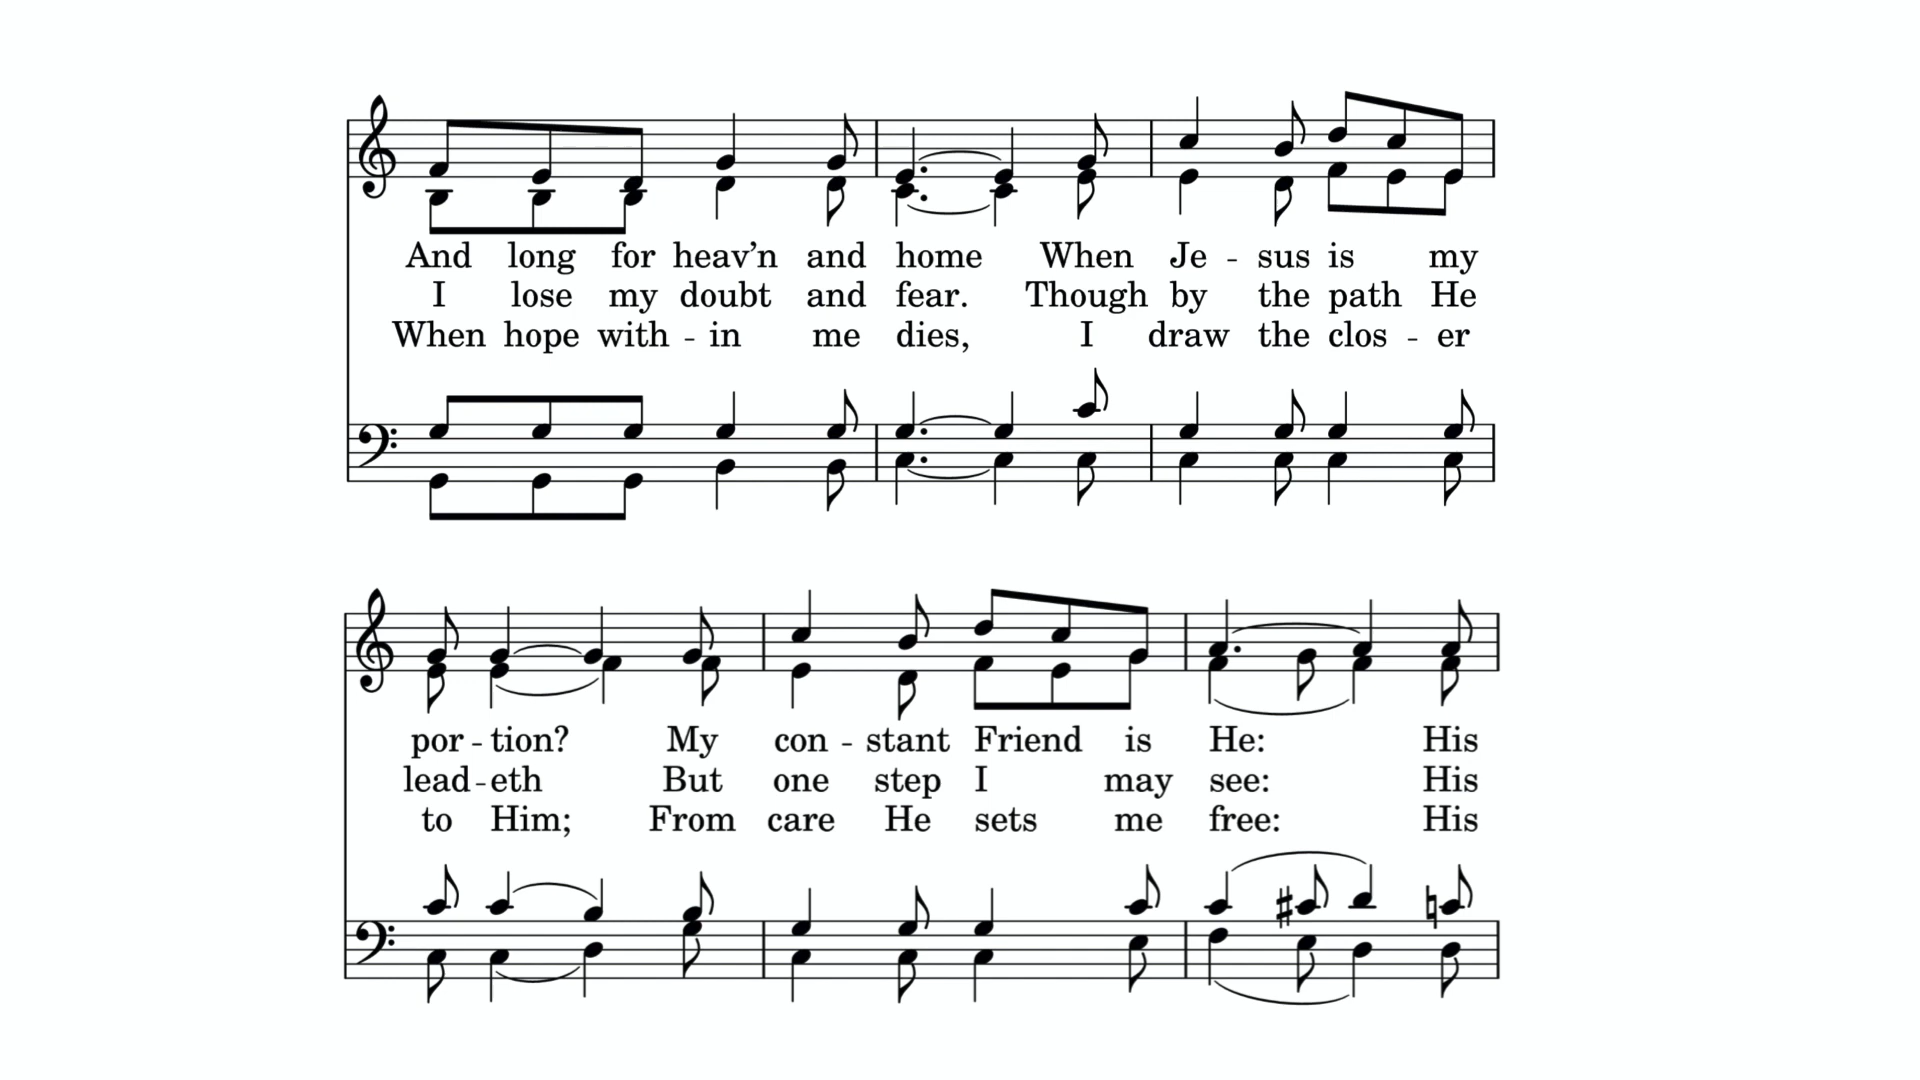 And long for heav’n and home When Je - sus is my
I lose my doubt and fear. Though by the path He
When hope with - in me dies, I draw the clos - er
por - tion? My con - stant Friend is He: His
lead - eth But one step I may see: His
to Him; From care He sets me free: His